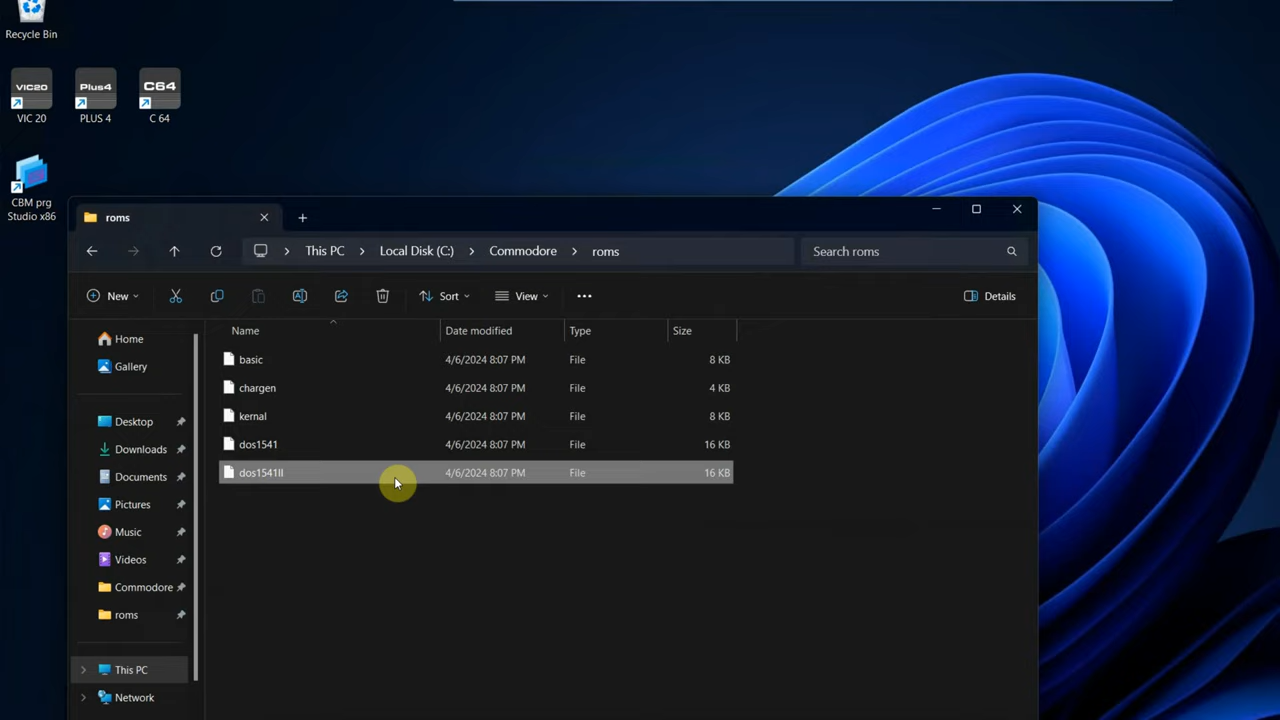 Recycle Bin
VIC20 Plus4 C64
VIC 20 PLUS 4 C 64
CBM prg
Studio x86
roms
This PC Local Disk (C:) Commodore roms Search roms
New Sort View Details
Name Date modified Type Size
basic 4/6/2024 8:07 PM File 8 KB
chargen 4/6/2024 8:07 PM File 4 KB
kernal 4/6/2024 8:07 PM File 8 KB
dos1541 4/6/2024 8:07 PM File 16 KB
dos1541II 4/6/2024 8:07 PM File 16 KB
Home
Gallery
Desktop
Downloads
Documents
Pictures
Music
Videos
Commodore
roms
This PC
Network